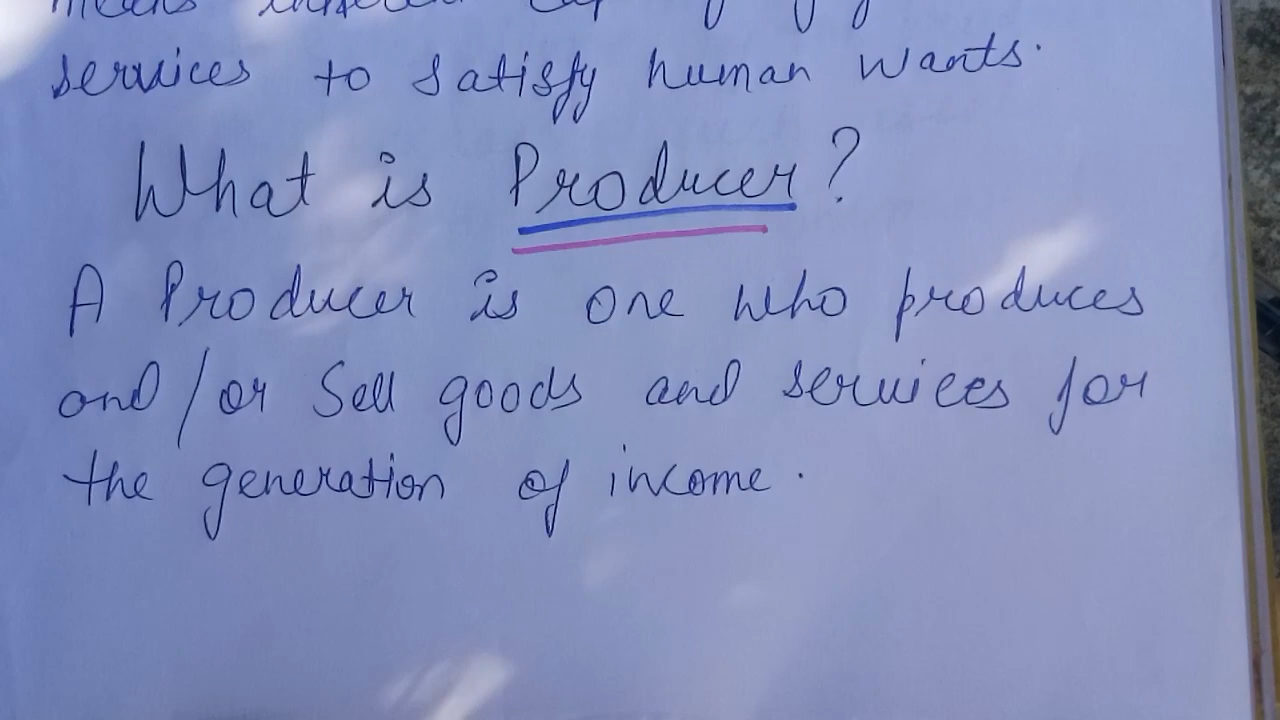 means
services to satisfy human wants.
What is Producer?
A Producer is one who produces
and/or Sell goods and services for
the generation of income.